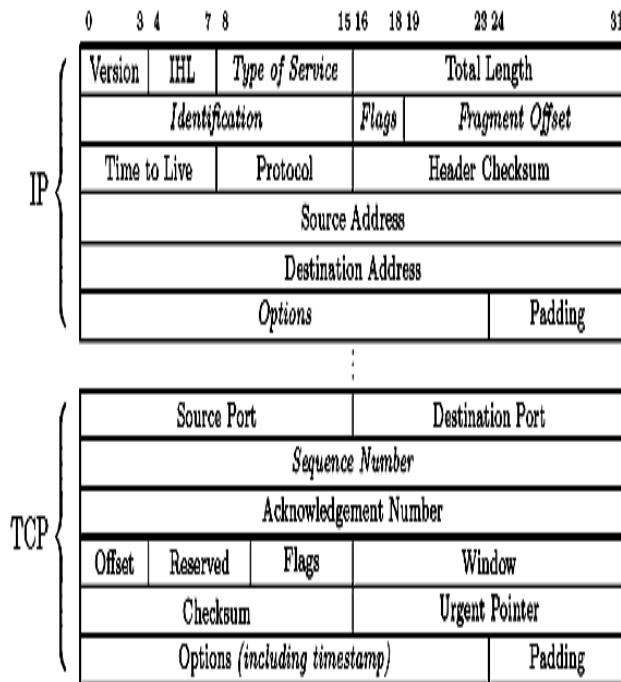 0 3 4 7 8 15 16 18 19 23 24 31
Version IHL Type of Service Total Length
Identification Flags Fragment Offset
Time to Live Protocol Header Checksum
IP
Source Address
Destination Address
Options Padding
Source Port Destination Port
Sequence Number
Acknowledgement Number
TCP
Offset Reserved Flags Window
Checksum Urgent Pointer
Options (including timestamp) Padding